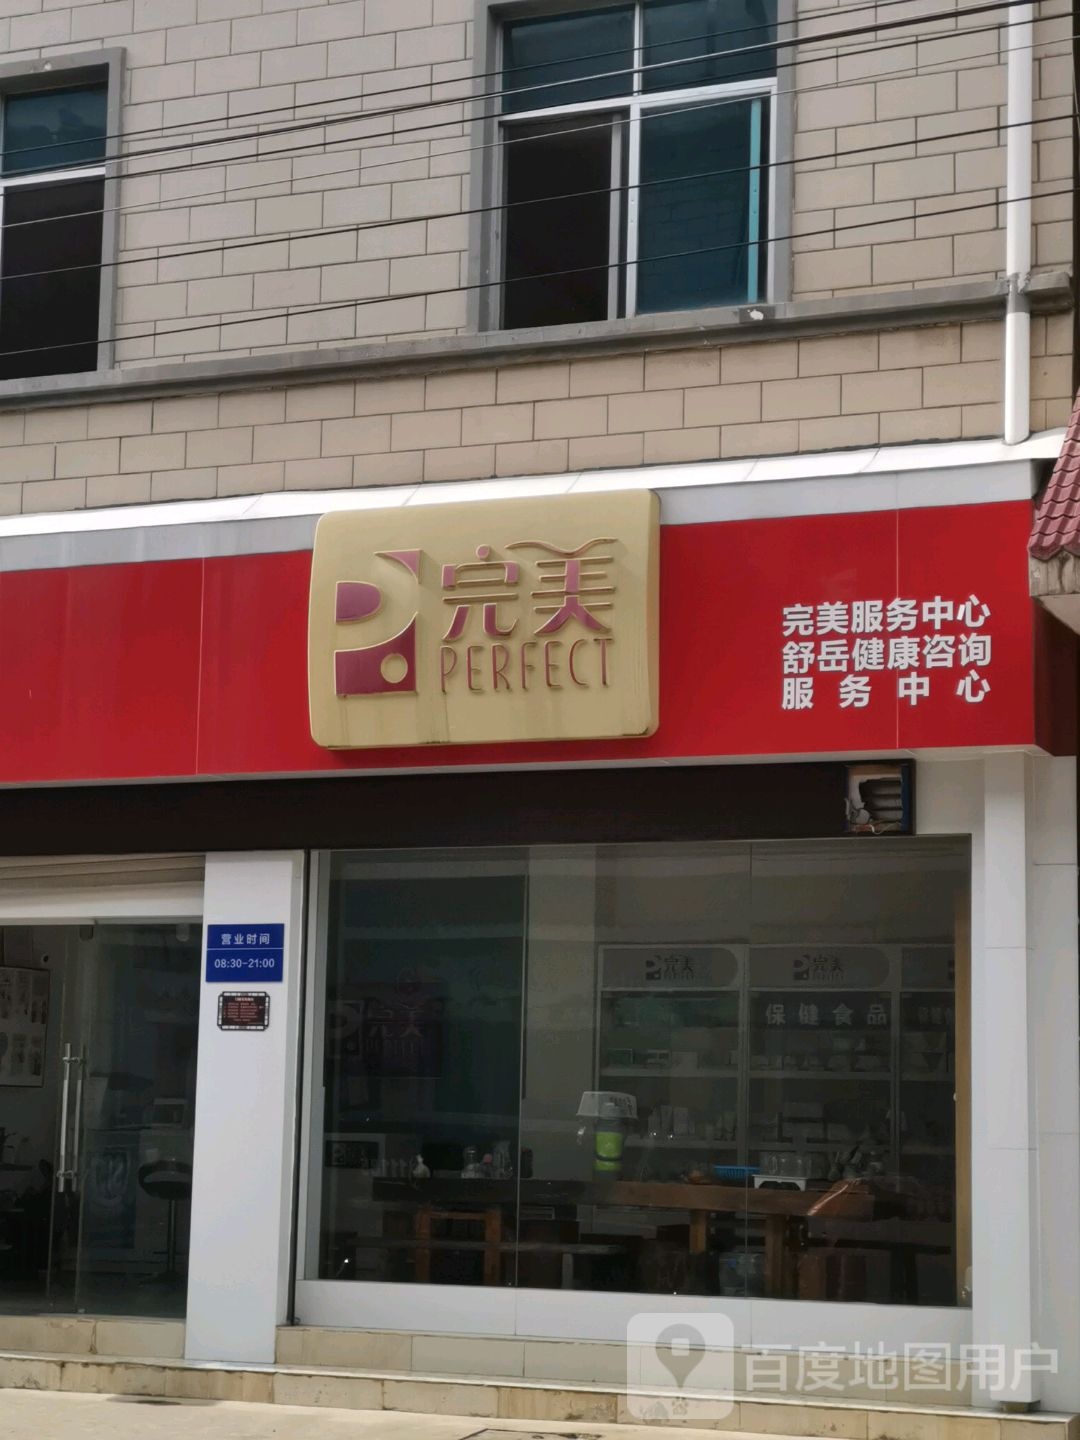 完美
PERFECT
完美服务中心
舒岳健康咨询
服务中心
营业时间
08:30-21:00
完美
PERFECT
完美
完美
保健食品
百度地图用户